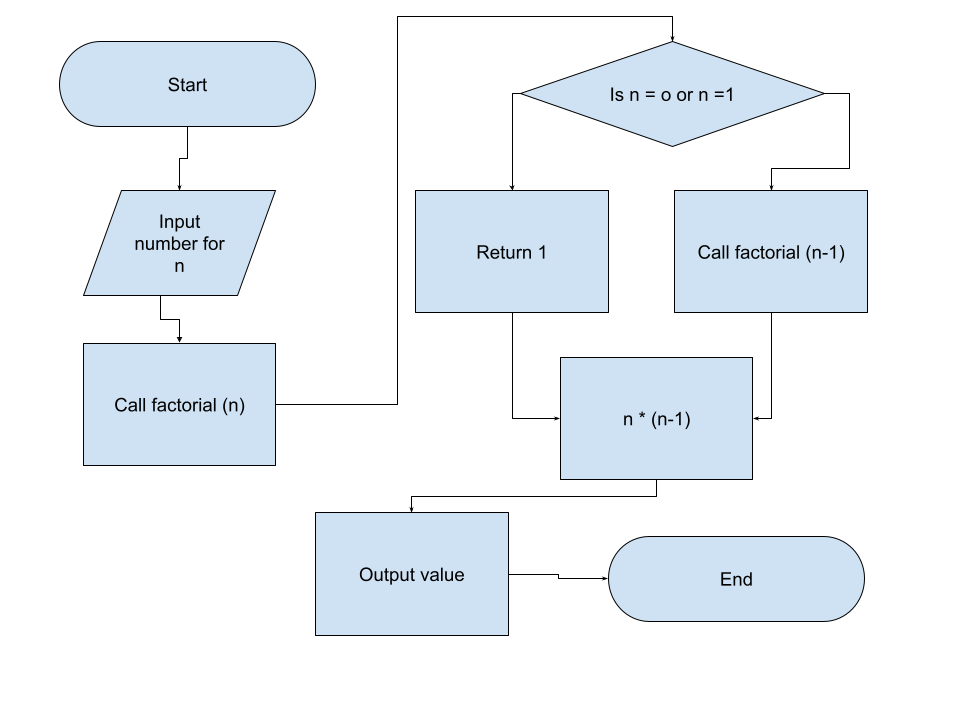 Start
Input
number for
n
Call factorial (n)
Is n = o or n =1
Return 1
Call factorial (n-1)
n * (n-1)
Output value
End